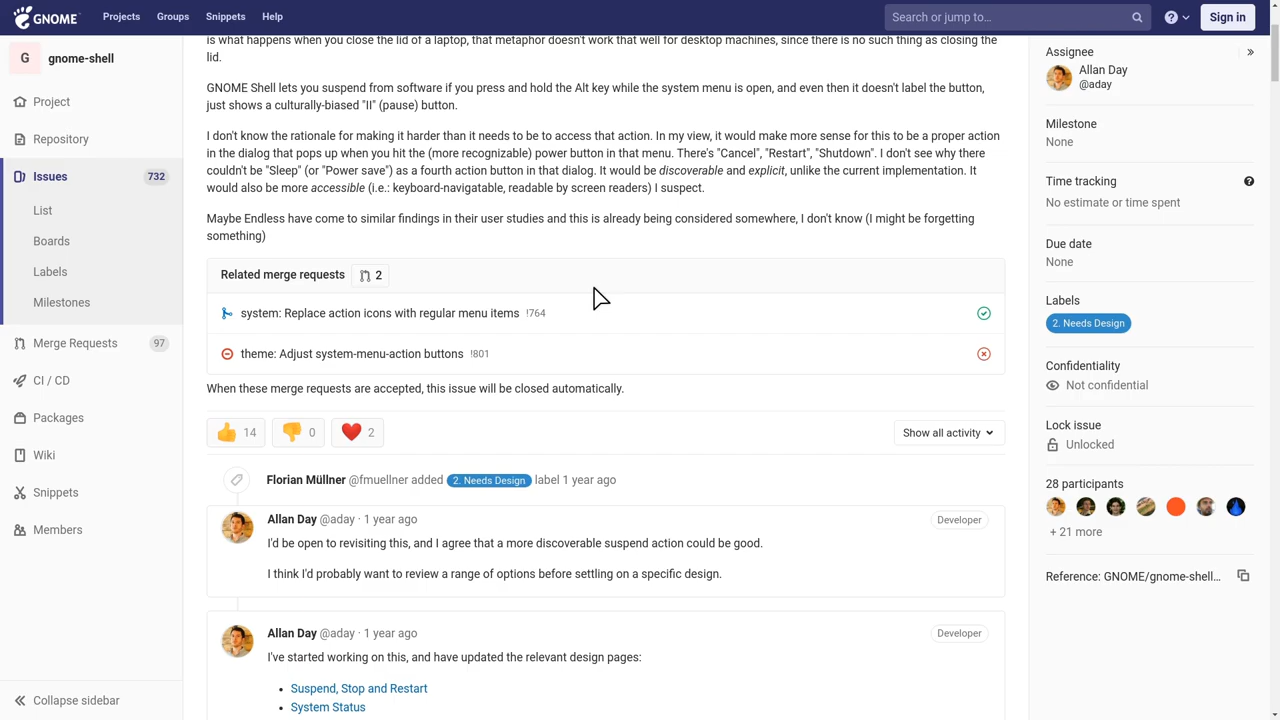 GNOME
Projects Groups Snippets Help
Search or jump to…
Sign in
G gnome-shell
Project
Repository
Issues 732
List
Boards
Labels
Milestones
Merge Requests 97
CI / CD
Packages
Wiki
Snippets
Members
Collapse sidebar
is what happens when you close the lid of a laptop, that metaphor doesn't work that well for desktop machines, since there is no such thing as closing the
lid.
GNOME Shell lets you suspend from software if you press and hold the Alt key while the system menu is open, and even then it doesn't label the button,
just shows a culturally-biased "II" (pause) button.
I don't know the rationale for making it harder than it needs to be to access that action. In my view, it would make more sense for this to be a proper action
in the dialog that pops up when you hit the (more recognizable) power button in that menu. There's "Cancel", "Restart", "Shutdown". I don't see why there
couldn't be "Sleep" (or "Power save") as a fourth action button in that dialog. It would be discoverable and explicit, unlike the current implementation. It
would also be more accessible (i.e.: keyboard-navigatable, readable by screen readers) I suspect.
Maybe Endless have come to similar findings in their user studies and this is already being considered somewhere, I don't know (I might be forgetting
something)
Related merge requests 2
system: Replace action icons with regular menu items !764
theme: Adjust system-menu-action buttons !801
When these merge requests are accepted, this issue will be closed automatically.
👍 14 👎 0 ❤️ 2
Show all activity
Florian Müllner @fmuellner added 2. Needs Design label 1 year ago
Allan Day @aday · 1 year ago
Developer
I'd be open to revisiting this, and I agree that a more discoverable suspend action could be good.
I think I'd probably want to review a range of options before settling on a specific design.
Allan Day @aday · 1 year ago
Developer
I've started working on this, and have updated the relevant design pages:
• Suspend, Stop and Restart
• System Status
Assignee
Allan Day
@aday
Milestone
None
Time tracking
No estimate or time spent
Due date
None
Labels
2. Needs Design
Confidentiality
Not confidential
Lock issue
Unlocked
28 participants
+ 21 more
Reference: GNOME/gnome-shell…